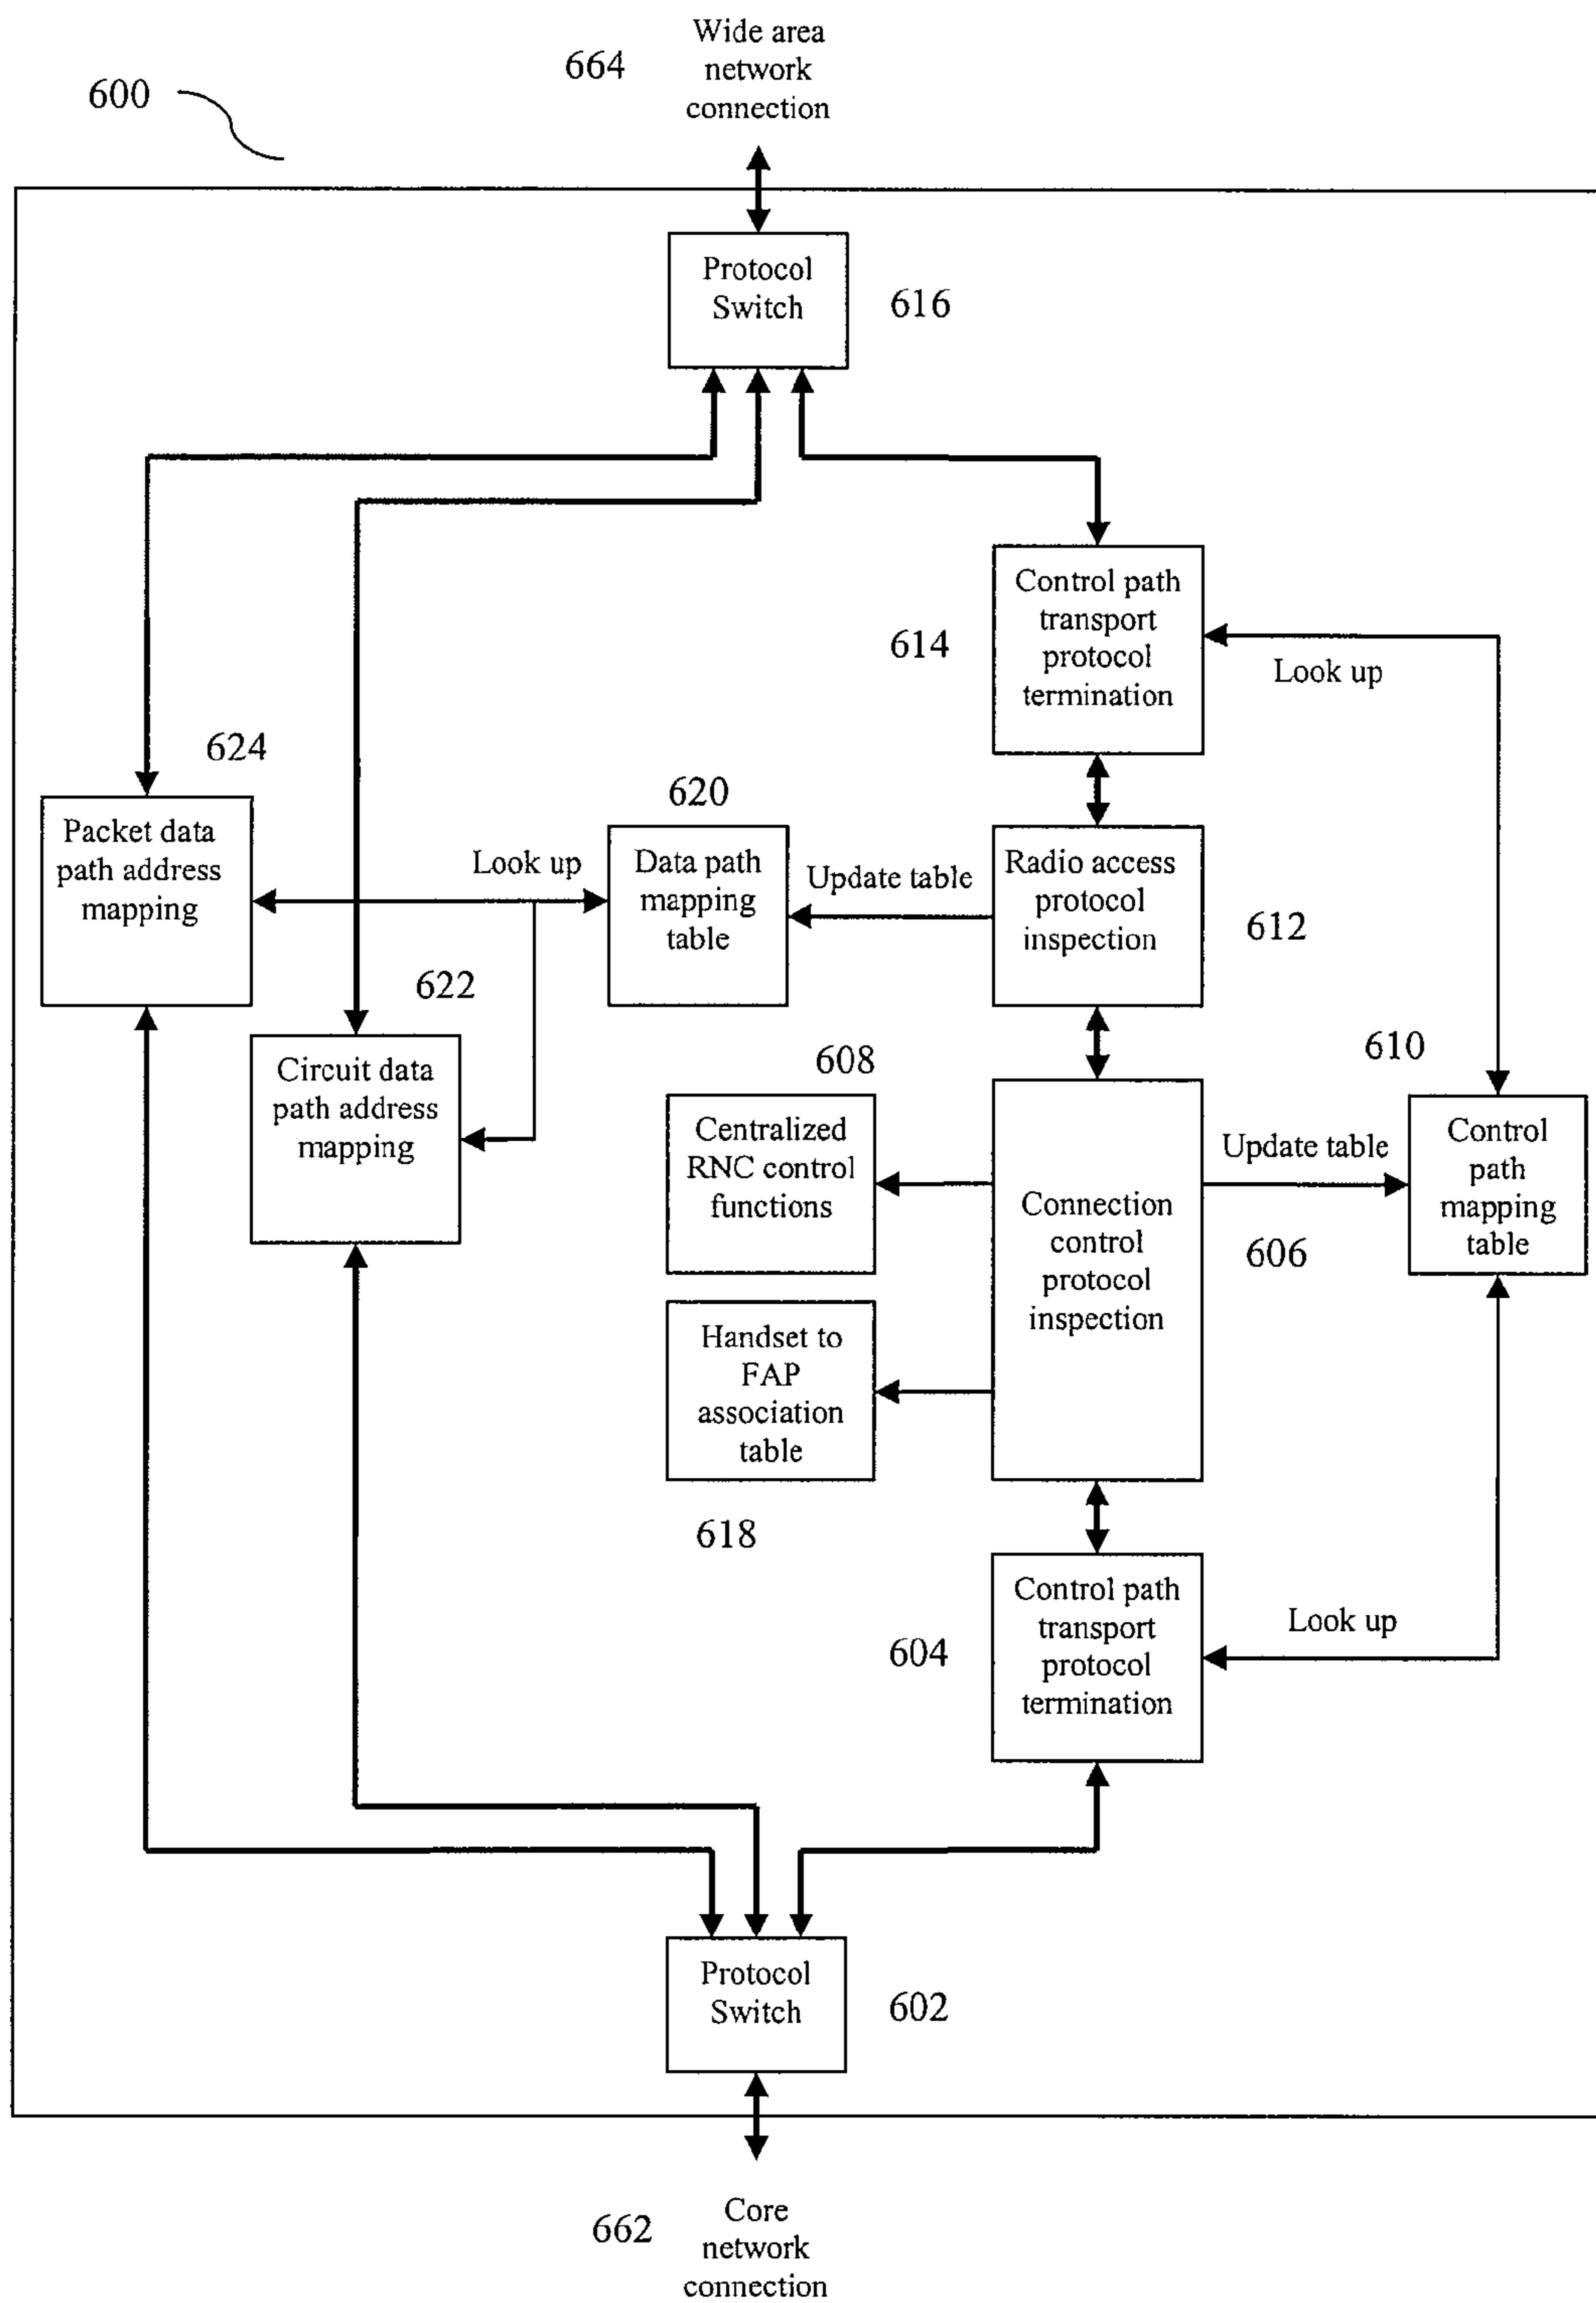 Wide area
network
connection
664
600
Protocol
Switch
616
Control path
transport
protocol
termination
614
Look up
624
Packet data
path address
mapping
Look up
620
Data path
mapping
table
Update table
Radio access
protocol
inspection
612
622
Circuit data
path address
mapping
608
Centralized
RNC control
functions
Connection
control
protocol
inspection
Update table
606
610
Control
path
mapping
table
Handset to
FAP
association
table
618
Control path
transport
protocol
termination
604
Look up
Protocol
Switch
602
662
Core
network
connection